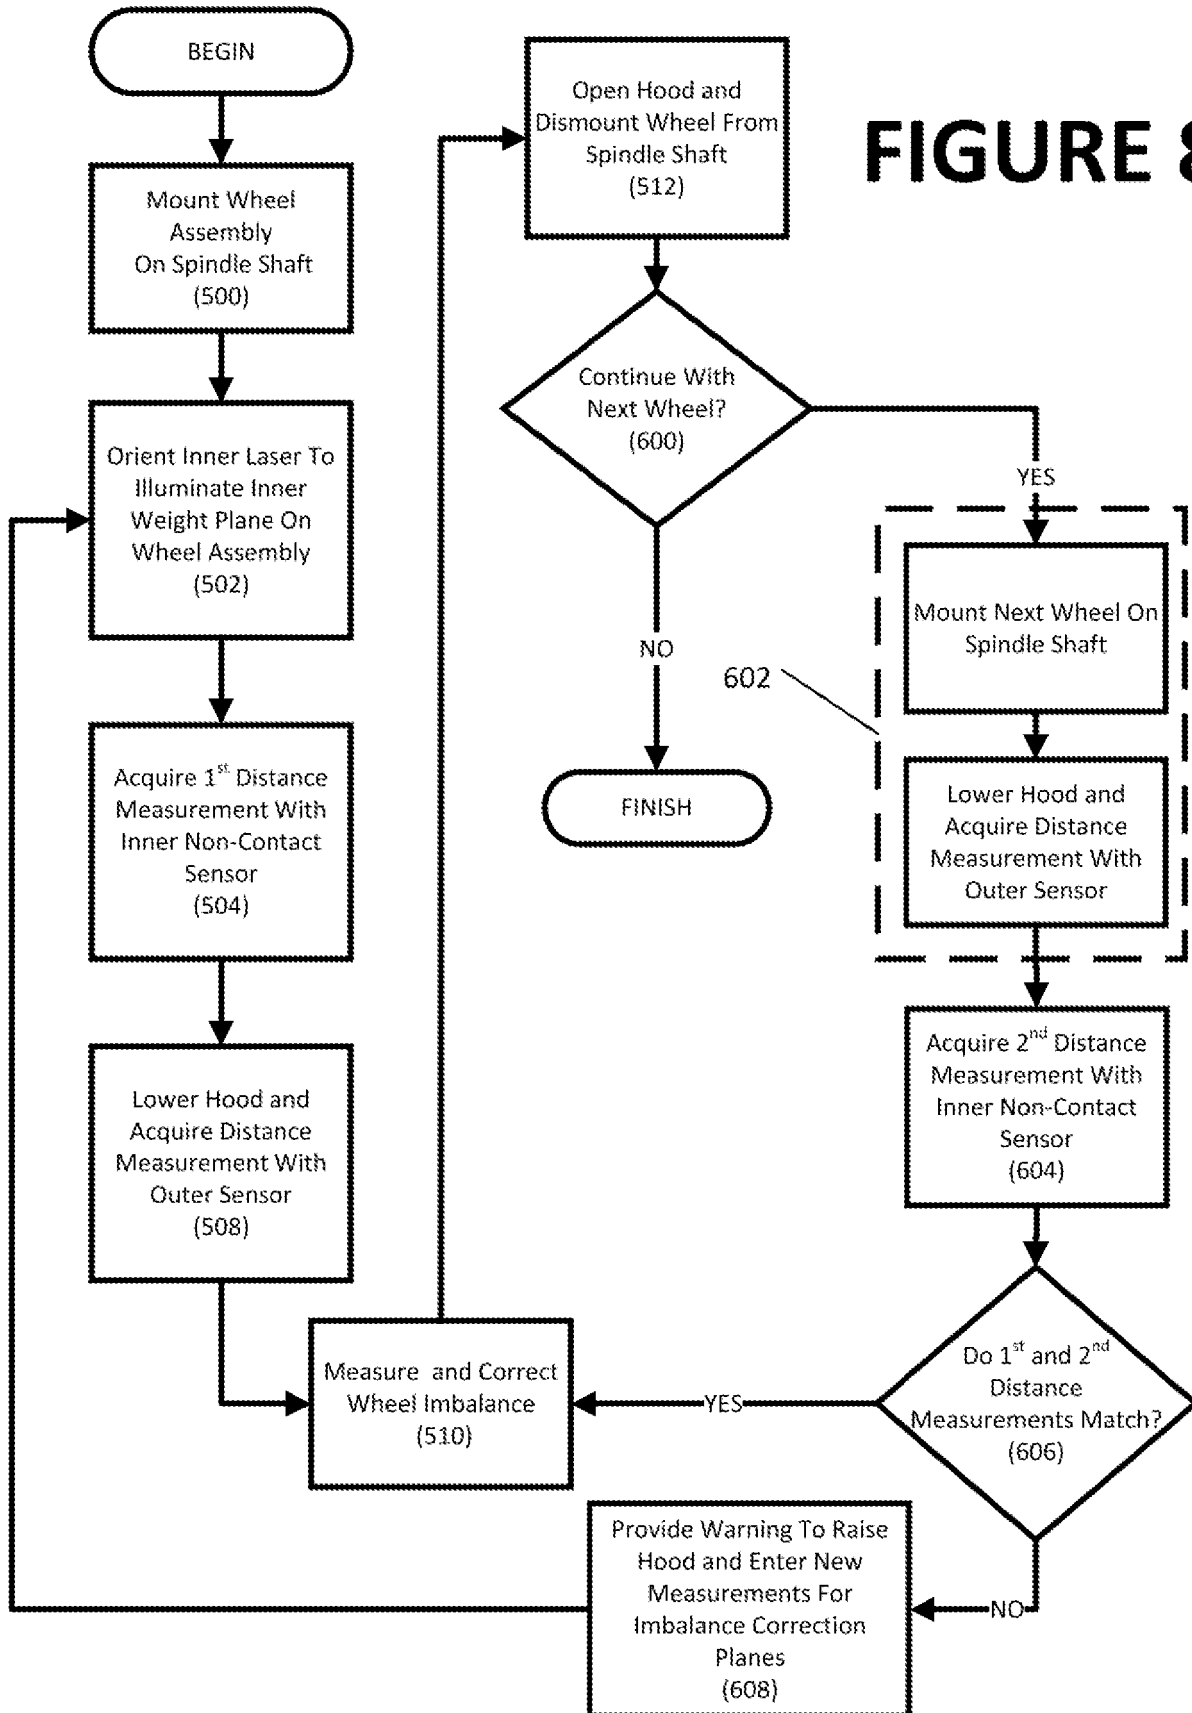 BEGIN
Mount Wheel
Assembly
On Spindle Shaft
(500)
Orient Inner Laser To
Illuminate Inner
Weight Plane On
Wheel Assembly
(502)
Acquire 1st Distance
Measurement With
Inner Non-Contact
Sensor
(504)
Lower Hood and
Acquire Distance
Measurement With
Outer Sensor
(508)
Measure and Correct
Wheel Imbalance
(510)
Open Hood and
Dismount Wheel From
Spindle Shaft
(512)
FIGURE 8
Continue With
Next Wheel?
(600)
YES
NO
FINISH
602
Mount Next Wheel On
Spindle Shaft
Lower Hood and
Acquire Distance
Measurement With
Outer Sensor
Acquire 2nd Distance
Measurement With
Inner Non-Contact
Sensor
(604)
Do 1st and 2nd
Distance
Measurements Match?
(606)
YES
NO
Provide Warning To Raise
Hood and Enter New
Measurements For
Imbalance Correction
Planes
(608)